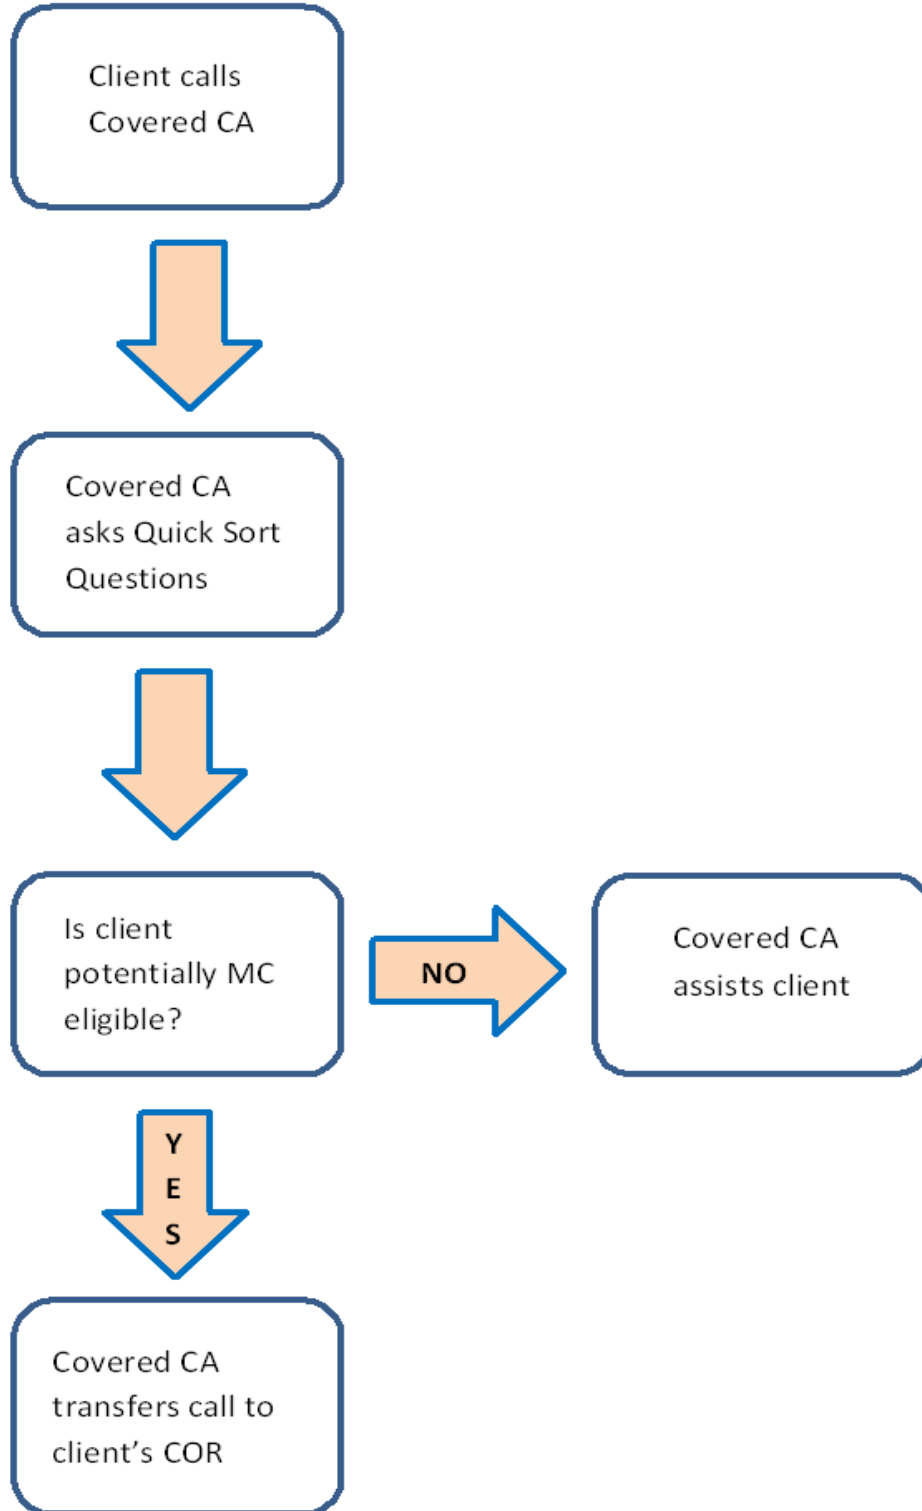 Client calls
Covered CA
Covered CA
asks Quick Sort
Questions
Is client
potentially MC
eligible?
NO
Covered CA
assists client
Y
E
S
Covered CA
transfers call to
client’s COR